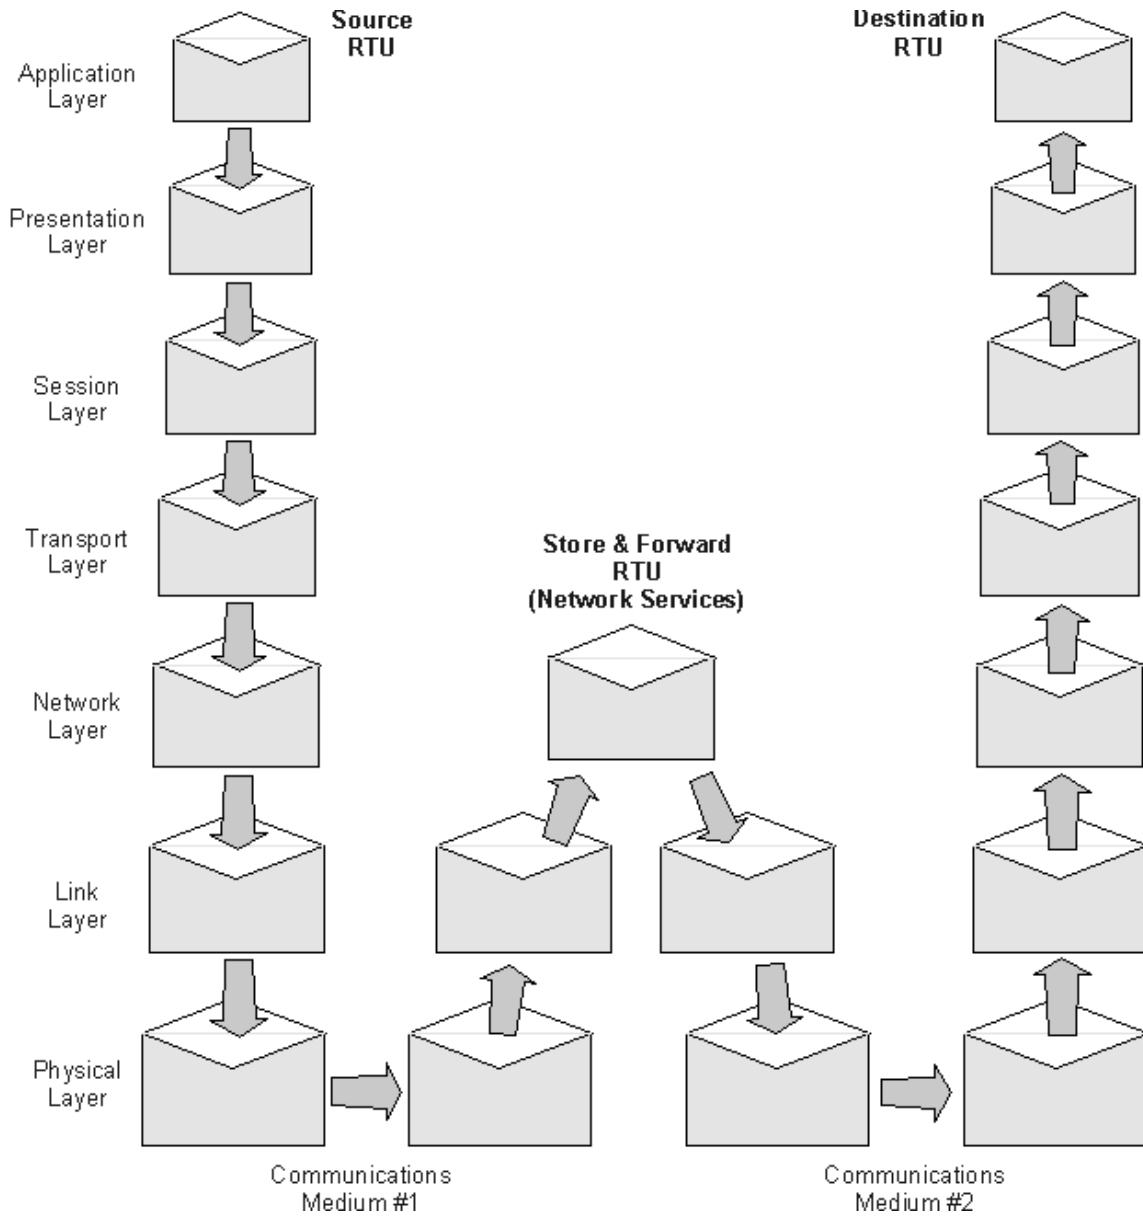 Source
RTU
Destination
RTU
Application
Layer
Presentation
Layer
Session
Layer
Transport
Layer
Store & Forward
RTU
(Network Services)
Network
Layer
Link
Layer
Physical
Layer
Communications
Medium #1
Communications
Medium #2